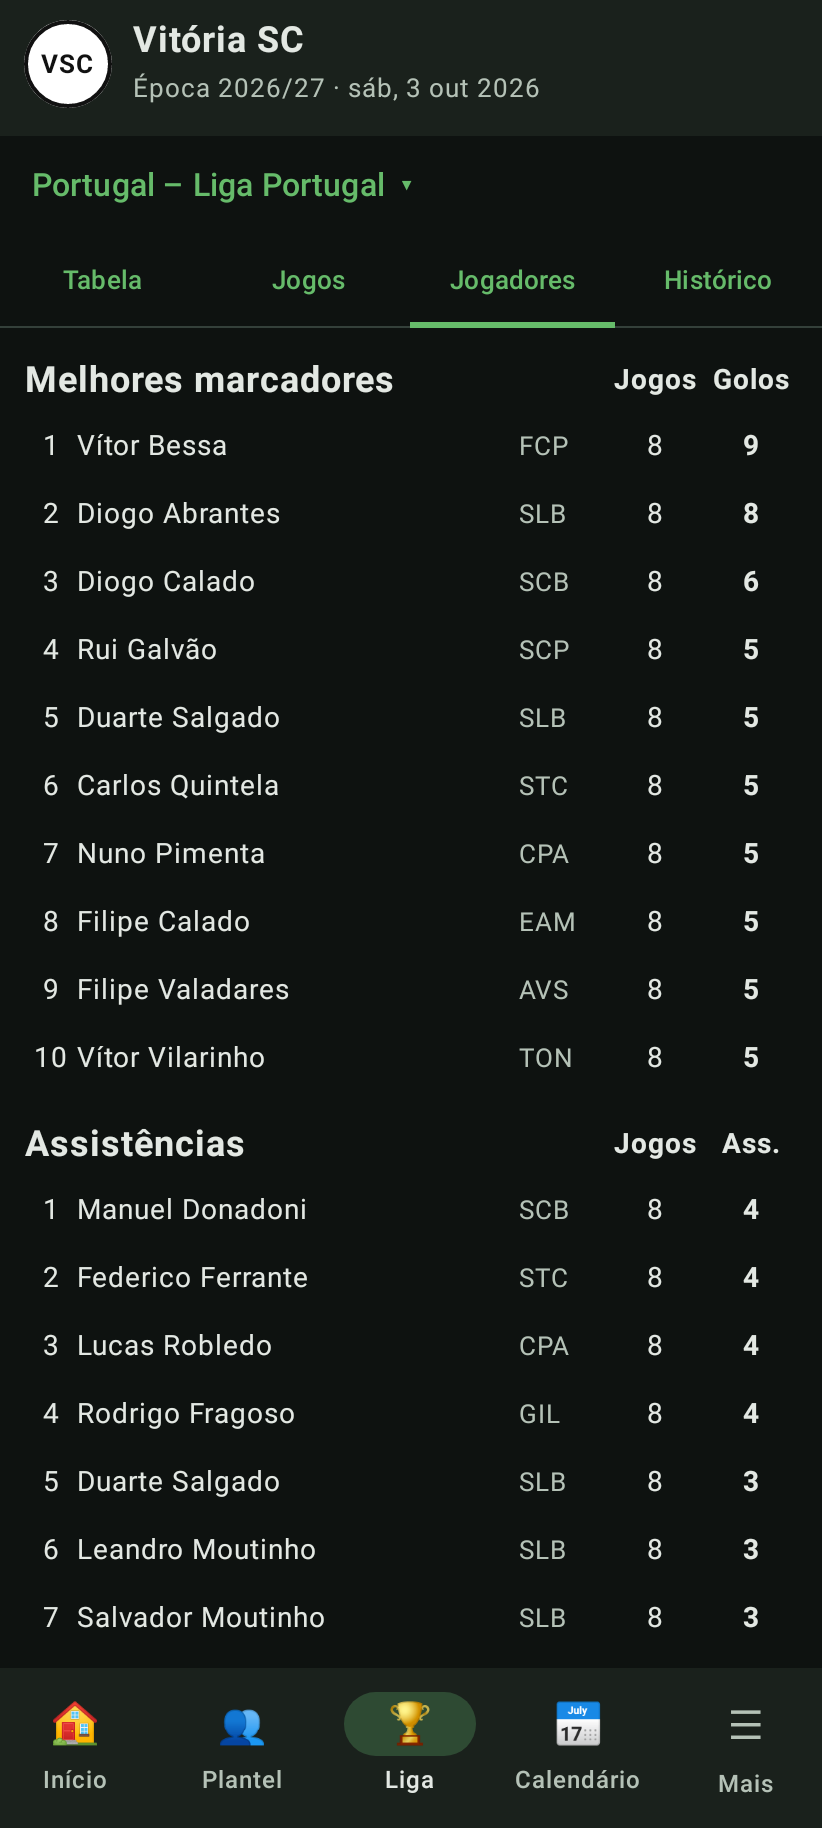 VSC
Vitória SC
Época 2026/27 · sáb, 3 out 2026
Portugal – Liga Portugal ▾
Tabela Jogos Jogadores Histórico
Melhores marcadores Jogos Golos
1 Vítor Bessa FCP 8 9
2 Diogo Abrantes SLB 8 8
3 Diogo Calado SCB 8 6
4 Rui Galvão SCP 8 5
5 Duarte Salgado SLB 8 5
6 Carlos Quintela STC 8 5
7 Nuno Pimenta CPA 8 5
8 Filipe Calado EAM 8 5
9 Filipe Valadares AVS 8 5
10 Vítor Vilarinho TON 8 5
Assistências Jogos Ass.
1 Manuel Donadoni SCB 8 4
2 Federico Ferrante STC 8 4
3 Lucas Robledo CPA 8 4
4 Rodrigo Fragoso GIL 8 4
5 Duarte Salgado SLB 8 3
6 Leandro Moutinho SLB 8 3
7 Salvador Moutinho SLB 8 3
July
17
Início Plantel Liga Calendário Mais